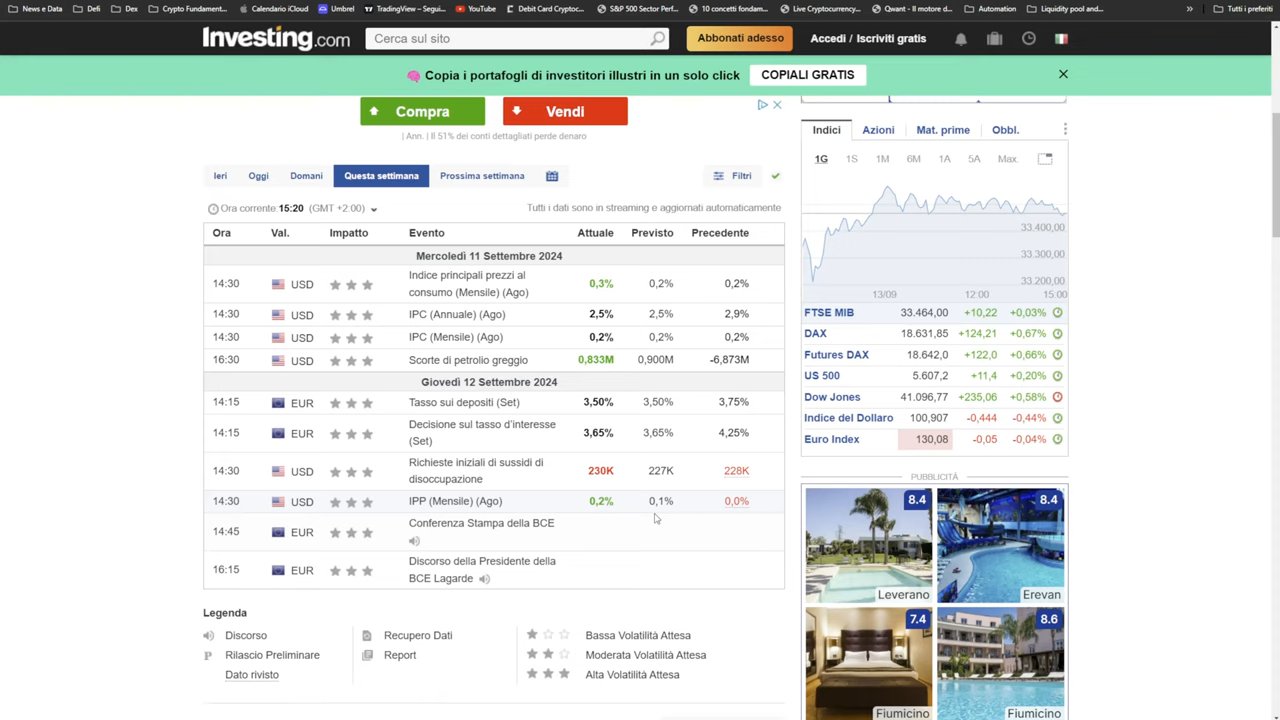 News e Data
Defi
Dex
Crypto Fundament...
Calendario iCloud
Umbrel
TradingView – Segui...
YouTube
Debit Card Cryptoc...
S&P 500 Sector Perf...
10 concetti fondam...
Live Cryptocurrency...
Qwant - Il motore d...
Automation
Liquidity pool and...
»
Tutti i preferiti
Investing.com
Cerca sul sito
Abbonati adesso
Accedi / Iscriviti gratis
Copia i portafogli di investitori illustri in un solo click
COPIALI GRATIS
Compra
Vendi
| Ann. | Il 51% dei conti dettagliati perde denaro
Ieri
Oggi
Domani
Questa settimana
Prossima settimana
Filtri
Ora corrente: 15:20 (GMT +2:00)
Tutti i dati sono in streaming e aggiornati automaticamente
Ora Val. Impatto Evento Attuale Previsto Precedente
Mercoledì 11 Settembre 2024
14:30 USD Indice principali prezzi al consumo (Mensile) (Ago) 0,3% 0,2% 0,2%
14:30 USD IPC (Annuale) (Ago) 2,5% 2,5% 2,9%
14:30 USD IPC (Mensile) (Ago) 0,2% 0,2% 0,2%
16:30 USD Scorte di petrolio greggio 0,833M 0,900M -6,873M
Giovedì 12 Settembre 2024
14:15 EUR Tasso sui depositi (Set) 3,50% 3,50% 3,75%
14:15 EUR Decisione sul tasso d'interesse (Set) 3,65% 3,65% 4,25%
14:30 USD Richieste iniziali di sussidi di disoccupazione 230K 227K 228K
14:30 USD IPP (Mensile) (Ago) 0,2% 0,1% 0,0%
14:45 EUR Conferenza Stampa della BCE
16:15 EUR Discorso della Presidente della BCE Lagarde
Legenda
Discorso
Recupero Dati
Bassa Volatilità Attesa
P Rilascio Preliminare
Report
Moderata Volatilità Attesa
Dato rivisto
Alta Volatilità Attesa
Indici
Azioni
Mat. prime
Obbl.
1G 1S 1M 6M 1A 5A Max.
33.400,00
33.300,00
33.200,00
13/09 12:00 15:00
FTSE MIB 33.464,00 +10,22 +0,03%
DAX 18.631,85 +124,21 +0,67%
Futures DAX 18.642,0 +122,0 +0,66%
US 500 5.607,2 +11,4 +0,20%
Dow Jones 41.096,77 +235,06 +0,58%
Indice del Dollaro 100,907 -0,444 -0,44%
Euro Index 130,08 -0,05 -0,04%
PUBBLICITÁ
8.4
Leverano
8.4
Erevan
7.4
Fiumicino
8.6
Fiumicino